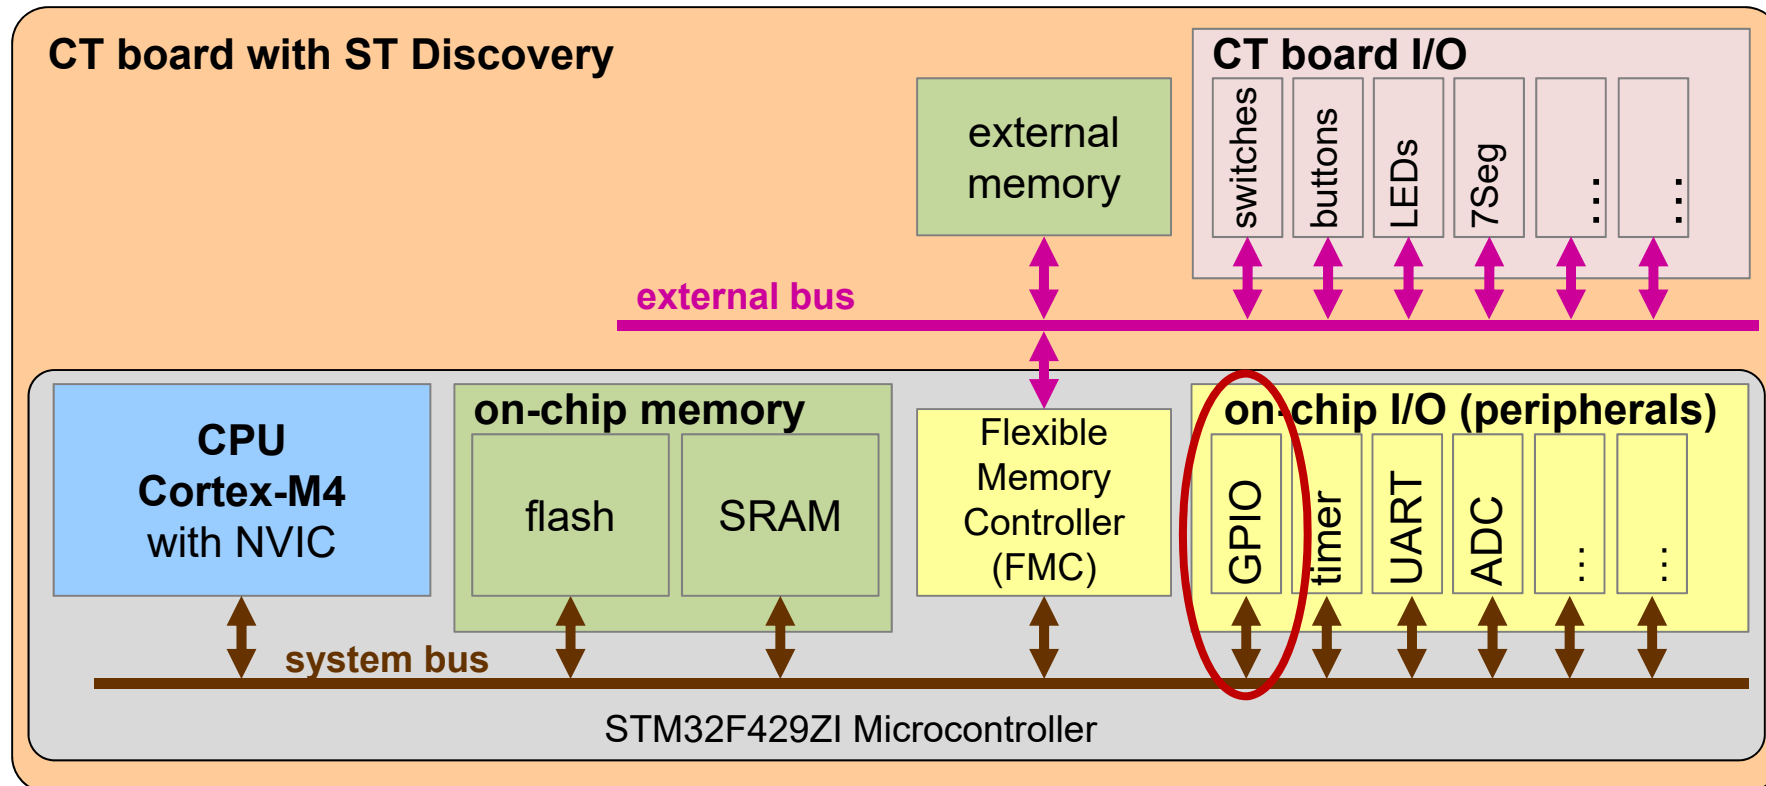 CT board with ST Discovery
external
memory
CT board I/O
switches
buttons
LEDs
7Seg
...
...
external bus
CPU
Cortex-M4
with NVIC
on-chip memory
flash
SRAM
Flexible
Memory
Controller
(FMC)
on-chip I/O (peripherals)
GPIO
timer
UART
ADC
...
...
system bus
STM32F429ZI Microcontroller